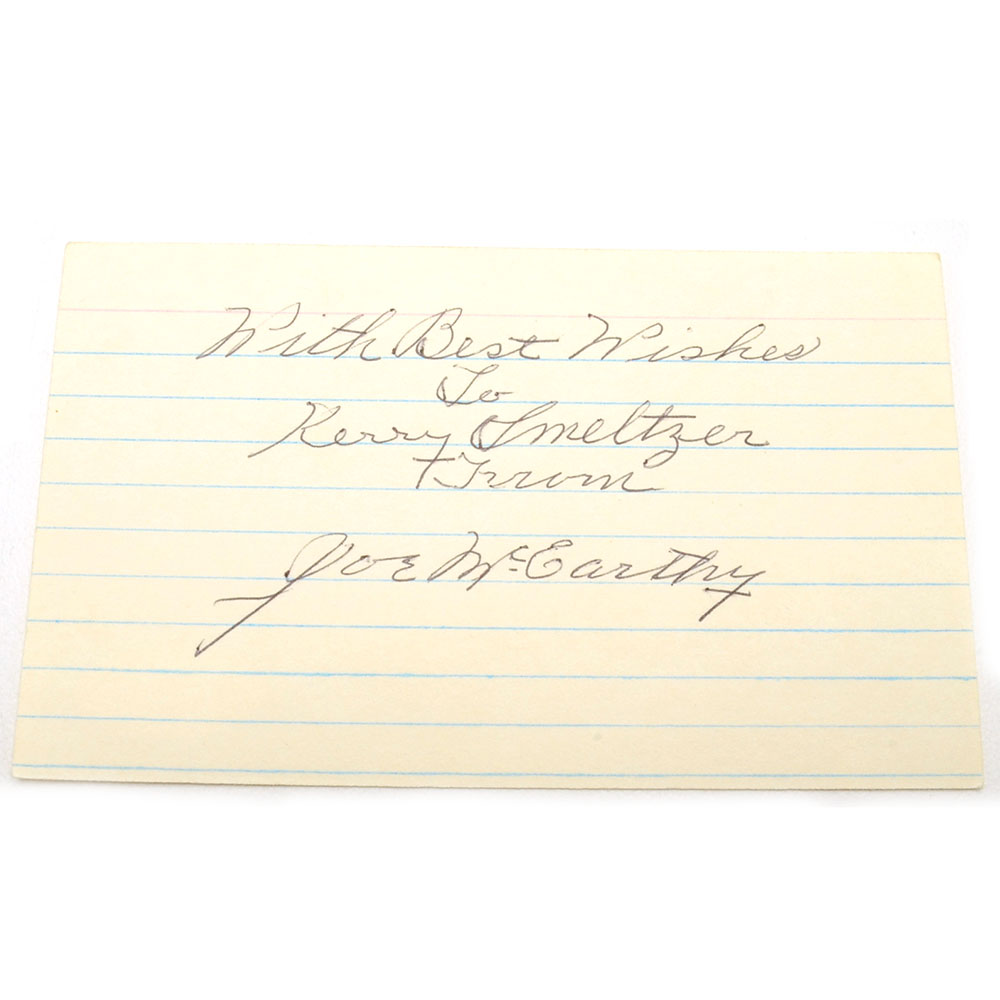 With Best Wishes
To
Kerry Smeltzer
From
Joe McCarthy